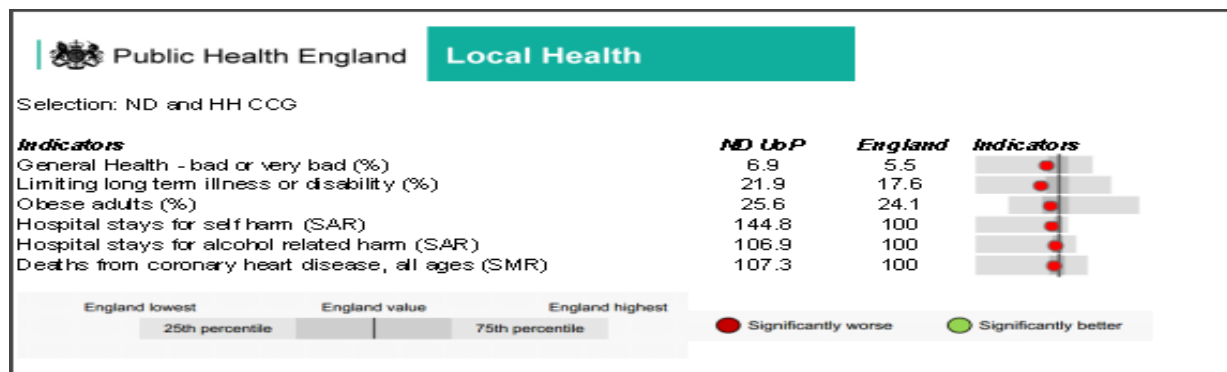 Public Health England Local Health
Selection: ND and HH CCG
Indicators ND UoP England Indicators
General Health - bad or very bad (%) 6.9 5.5
Limiting long term illness or disability (%) 21.9 17.6
Obese adults (%) 25.6 24.1
Hospital stays for self harm (SAR) 144.8 100
Hospital stays for alcohol related harm (SAR) 106.9 100
Deaths from coronary heart disease, all ages (SMR) 107.3 100
England lowest England value England highest
25th percentile 75th percentile Significantly worse Significantly better